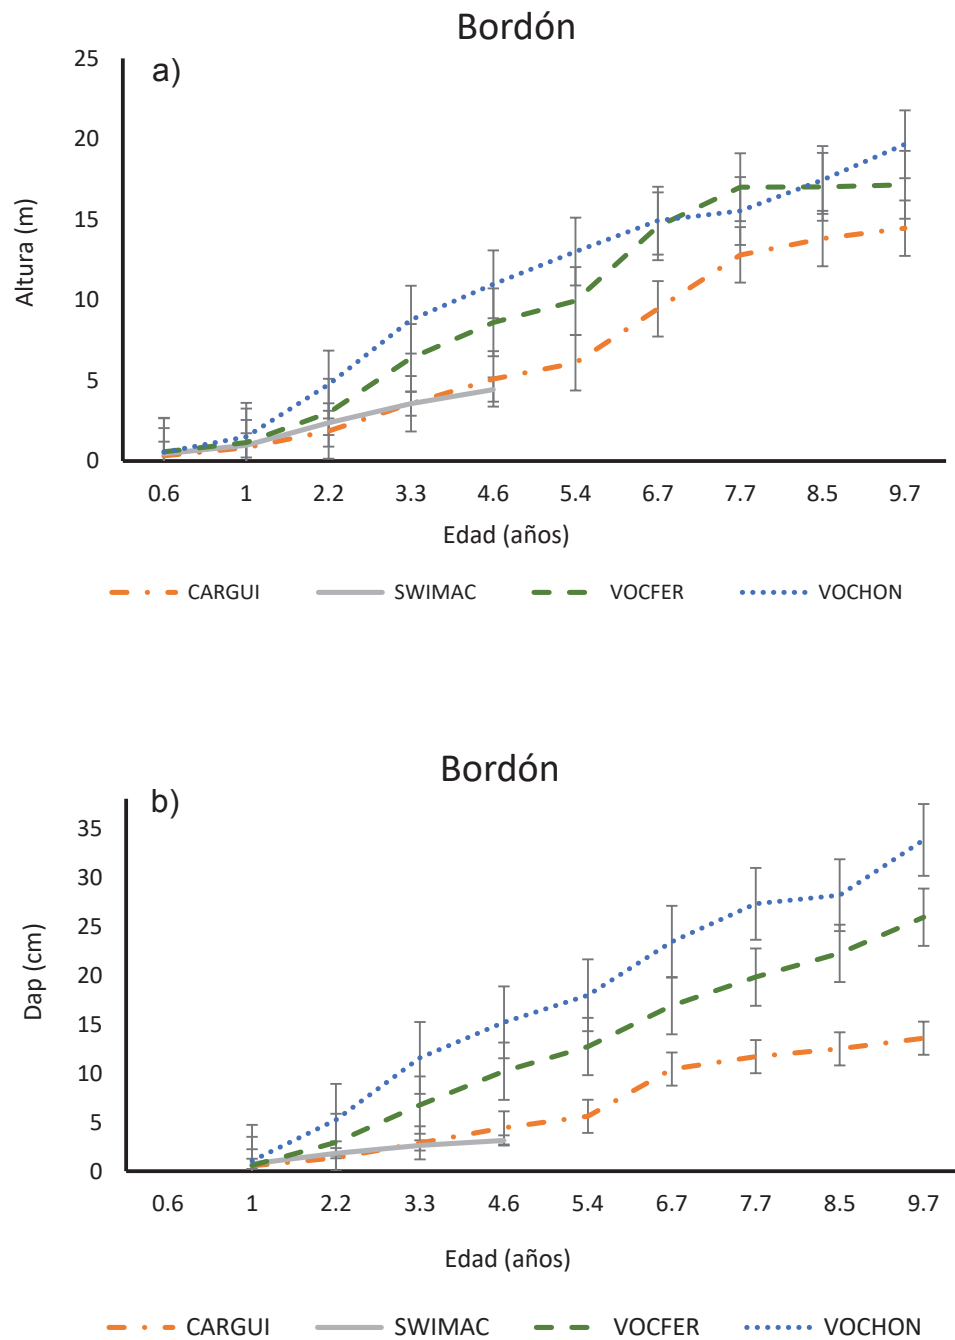 Bordón
a)
25
20
15
10
5
0
Altura (m)
0.6 1 2.2 3.3 4.6 5.4 6.7 7.7 8.5 9.7
Edad (años)
CARGUI SWIMAC VOCFER VOCHON
Bordón
b)
35
30
25
20
15
10
5
0
Dap (cm)
0.6 1 2.2 3.3 4.6 5.4 6.7 7.7 8.5 9.7
Edad (años)
CARGUI SWIMAC VOCFER VOCHON